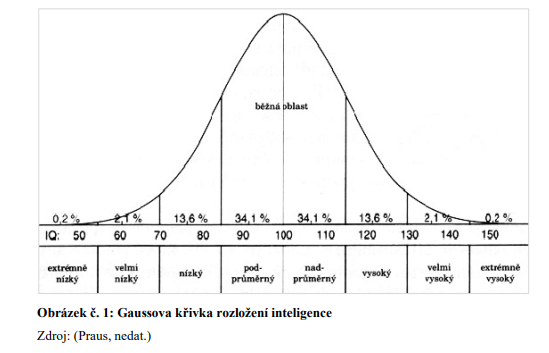 běžná oblast
0,2 % 2,1 % 13,6 % 34,1 % 34,1 % 13,6 % 2,1 % 0,2 %
IQ: 50 60 70 80 90 100 110 120 130 140 150
extrémně nízký
velmi nízký
nízký
pod-průměrný
nad-průměrný
vysoký
velmi vysoký
extrémně vysoký
Obrázek č. 1: Gaussova křivka rozložení inteligence
Zdroj: (Praus, nedat.)